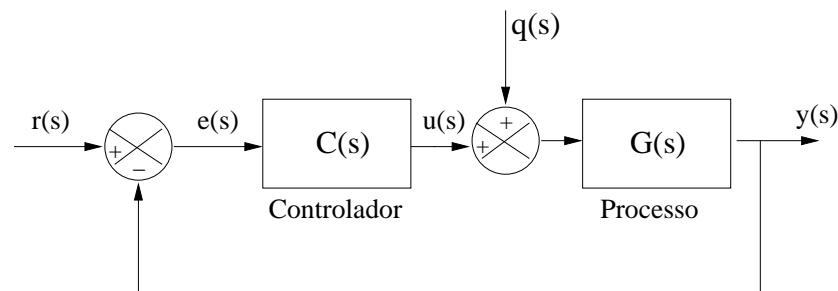 q(s)
r(s)
e(s)
u(s)
y(s)
+
−
C(s)
+
+
G(s)
Controlador
Processo